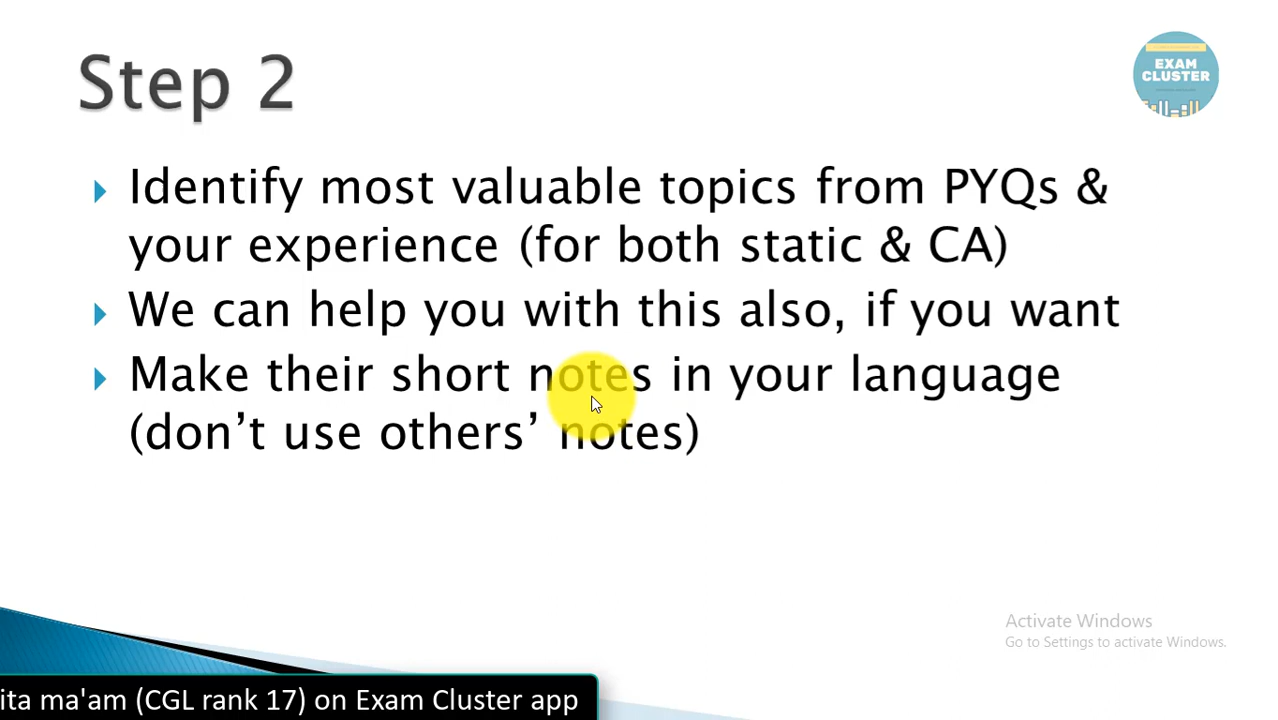 Step 2
EXAM
CLUSTER
Identify most valuable topics from PYQs &
your experience (for both static & CA)
We can help you with this also, if you want
Make their short notes in your language
(don’t use others’ notes)
Activate Windows
Go to Settings to activate Windows.
ita ma'am (CGL rank 17) on Exam Cluster app